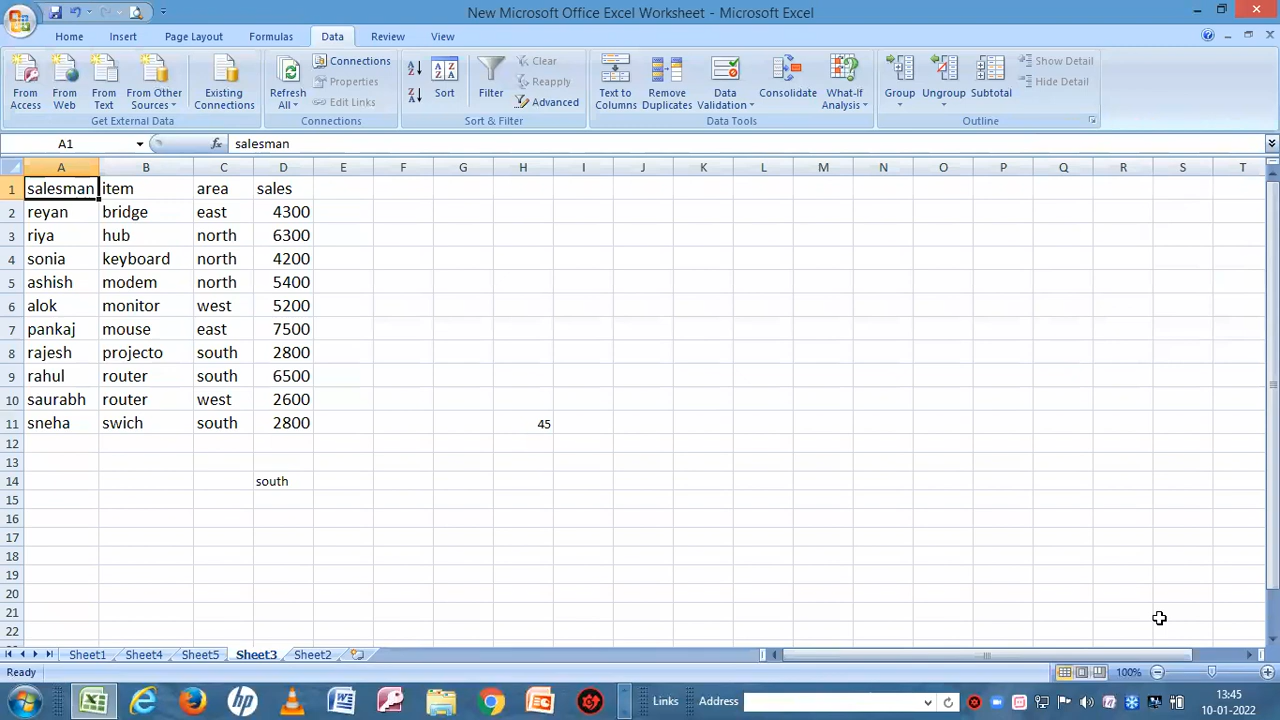 New Microsoft Office Excel Worksheet - Microsoft Excel
Home Insert Page Layout Formulas Data Review View
From Access
From Web
From Text
From Other Sources
Existing Connections
Get External Data
Refresh All
Connections
Properties
Edit Links
Connections
Sort
Filter
Clear
Reapply
Advanced
Sort & Filter
Text to Columns
Remove Duplicates
Data Validation
Consolidate
What-If Analysis
Data Tools
Group
Ungroup
Subtotal
Show Detail
Hide Detail
Outline
A1 fx salesman
A B C D E F G H I J K L M N O P Q R S T
1 salesman item area sales
2 reyan bridge east 4300
3 riya hub north 6300
4 sonia keyboard north 4200
5 ashish modem north 5400
6 alok monitor west 5200
7 pankaj mouse east 7500
8 rajesh projecto south 2800
9 rahul router south 6500
10 saurabh router west 2600
11 sneha swich south 2800 45
12
13
14 south
15
16
17
18
19
20
21
22
Sheet1 Sheet4 Sheet5 Sheet3 Sheet2
Ready 100%
Links Address 13:45
10-01-2022